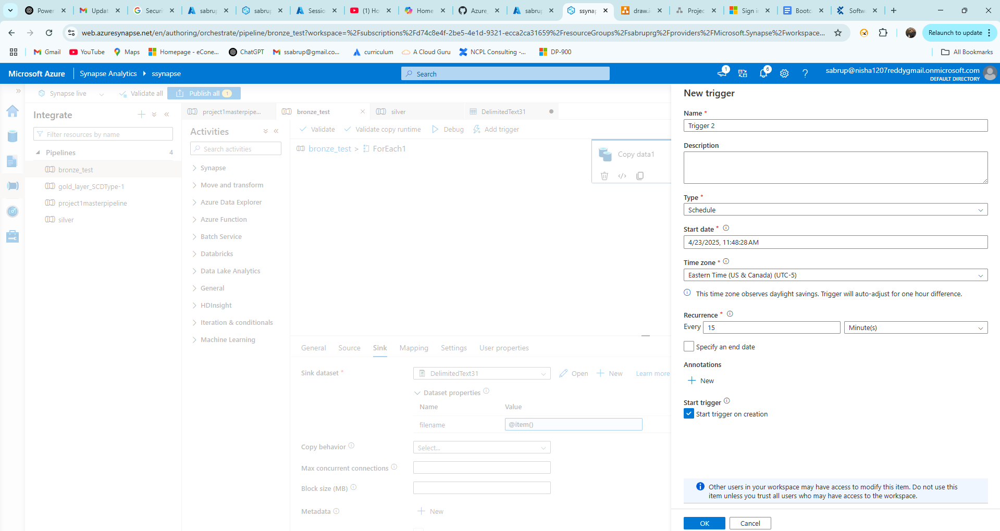 Power
Updat
Securi
sabrup
sabrup
Sessio
(1) Ho
Home
Azure_
sabrup
ssynap
draw.i
Projec
Sign i
Bootc
Softw
web.azuresynapse.net/en/authoring/orchestrate/pipeline/bronze_test?workspace=%2Fsubscriptions%2Fd74c8e4f-2be5-4e1d-9321-ecca2ca31659%2FresourceGroups%2Fsabruprg%2Fproviders%2FMicrosoft.Synapse%2Fworkspace...
Relaunch to update
Gmail
YouTube
Maps
Homepage - eCone...
ChatGPT
ssabrup@gmail.co...
curriculum
A Cloud Guru
NCPL Consulting -...
DP-900
All Bookmarks
Microsoft Azure
Synapse Analytics
ssynapse
Search
1
6
sabrup@nisha1207reddygmail.onmicrosoft.com
DEFAULT DIRECTORY
Synapse live
Validate all
Publish all 1
Integrate
Filter resources by name
Pipelines 4
bronze_test
gold_layer_SCDType-1
project1masterpipeline
silver
project1masterpipe...
bronze_test
silver
DelimitedText31
Activities
Search activities
Synapse
Move and transform
Azure Data Explorer
Azure Function
Batch Service
Databricks
Data Lake Analytics
General
HDInsight
Iteration & conditionals
Machine Learning
Validate
Validate copy runtime
Debug
Add trigger
bronze_test > ForEach1
Copy data1
General
Source
Sink
Mapping
Settings
User properties
Sink dataset *
DelimitedText31
Open
New
Learn more
Dataset properties
Name
Value
filename
@item()
Copy behavior
Select...
Max concurrent connections
Block size (MB)
Metadata
New
New trigger
Name *
Trigger 2
Description
Type *
Schedule
Start date *
4/23/2025, 11:48:28 AM
Time zone *
Eastern Time (US & Canada) (UTC-5)
This time zone observes daylight savings. Trigger will auto-adjust for one hour difference.
Recurrence *
Every 15 Minute(s)
Specify an end date
Annotations
New
Start trigger
Start trigger on creation
Other users in your workspace may have access to modify this item. Do not use this
item unless you trust all users who may have access to the workspace.
OK
Cancel